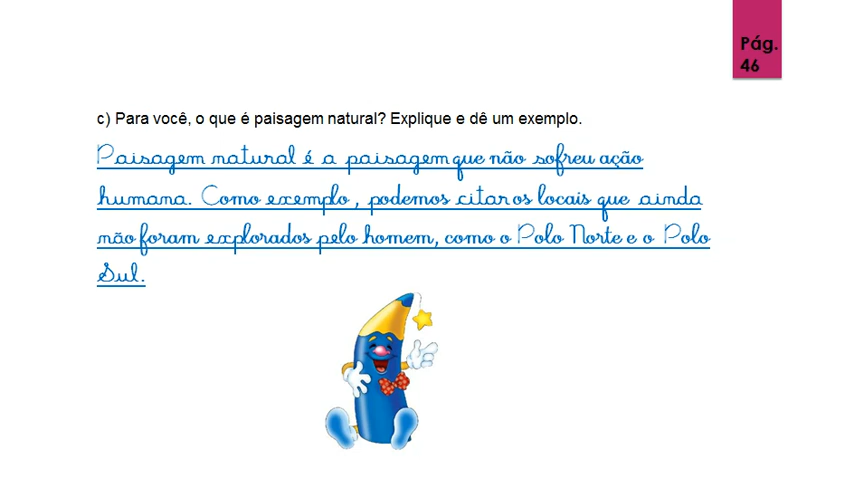 Pág.
46
c) Para você, o que é paisagem natural? Explique e dê um exemplo.
Paisagem natural é a paisagem que não sofreu ação
humana. Como exemplo, podemos citar os locais que ainda
não foram explorados pelo homem, como o Polo Norte e o Polo
Sul.